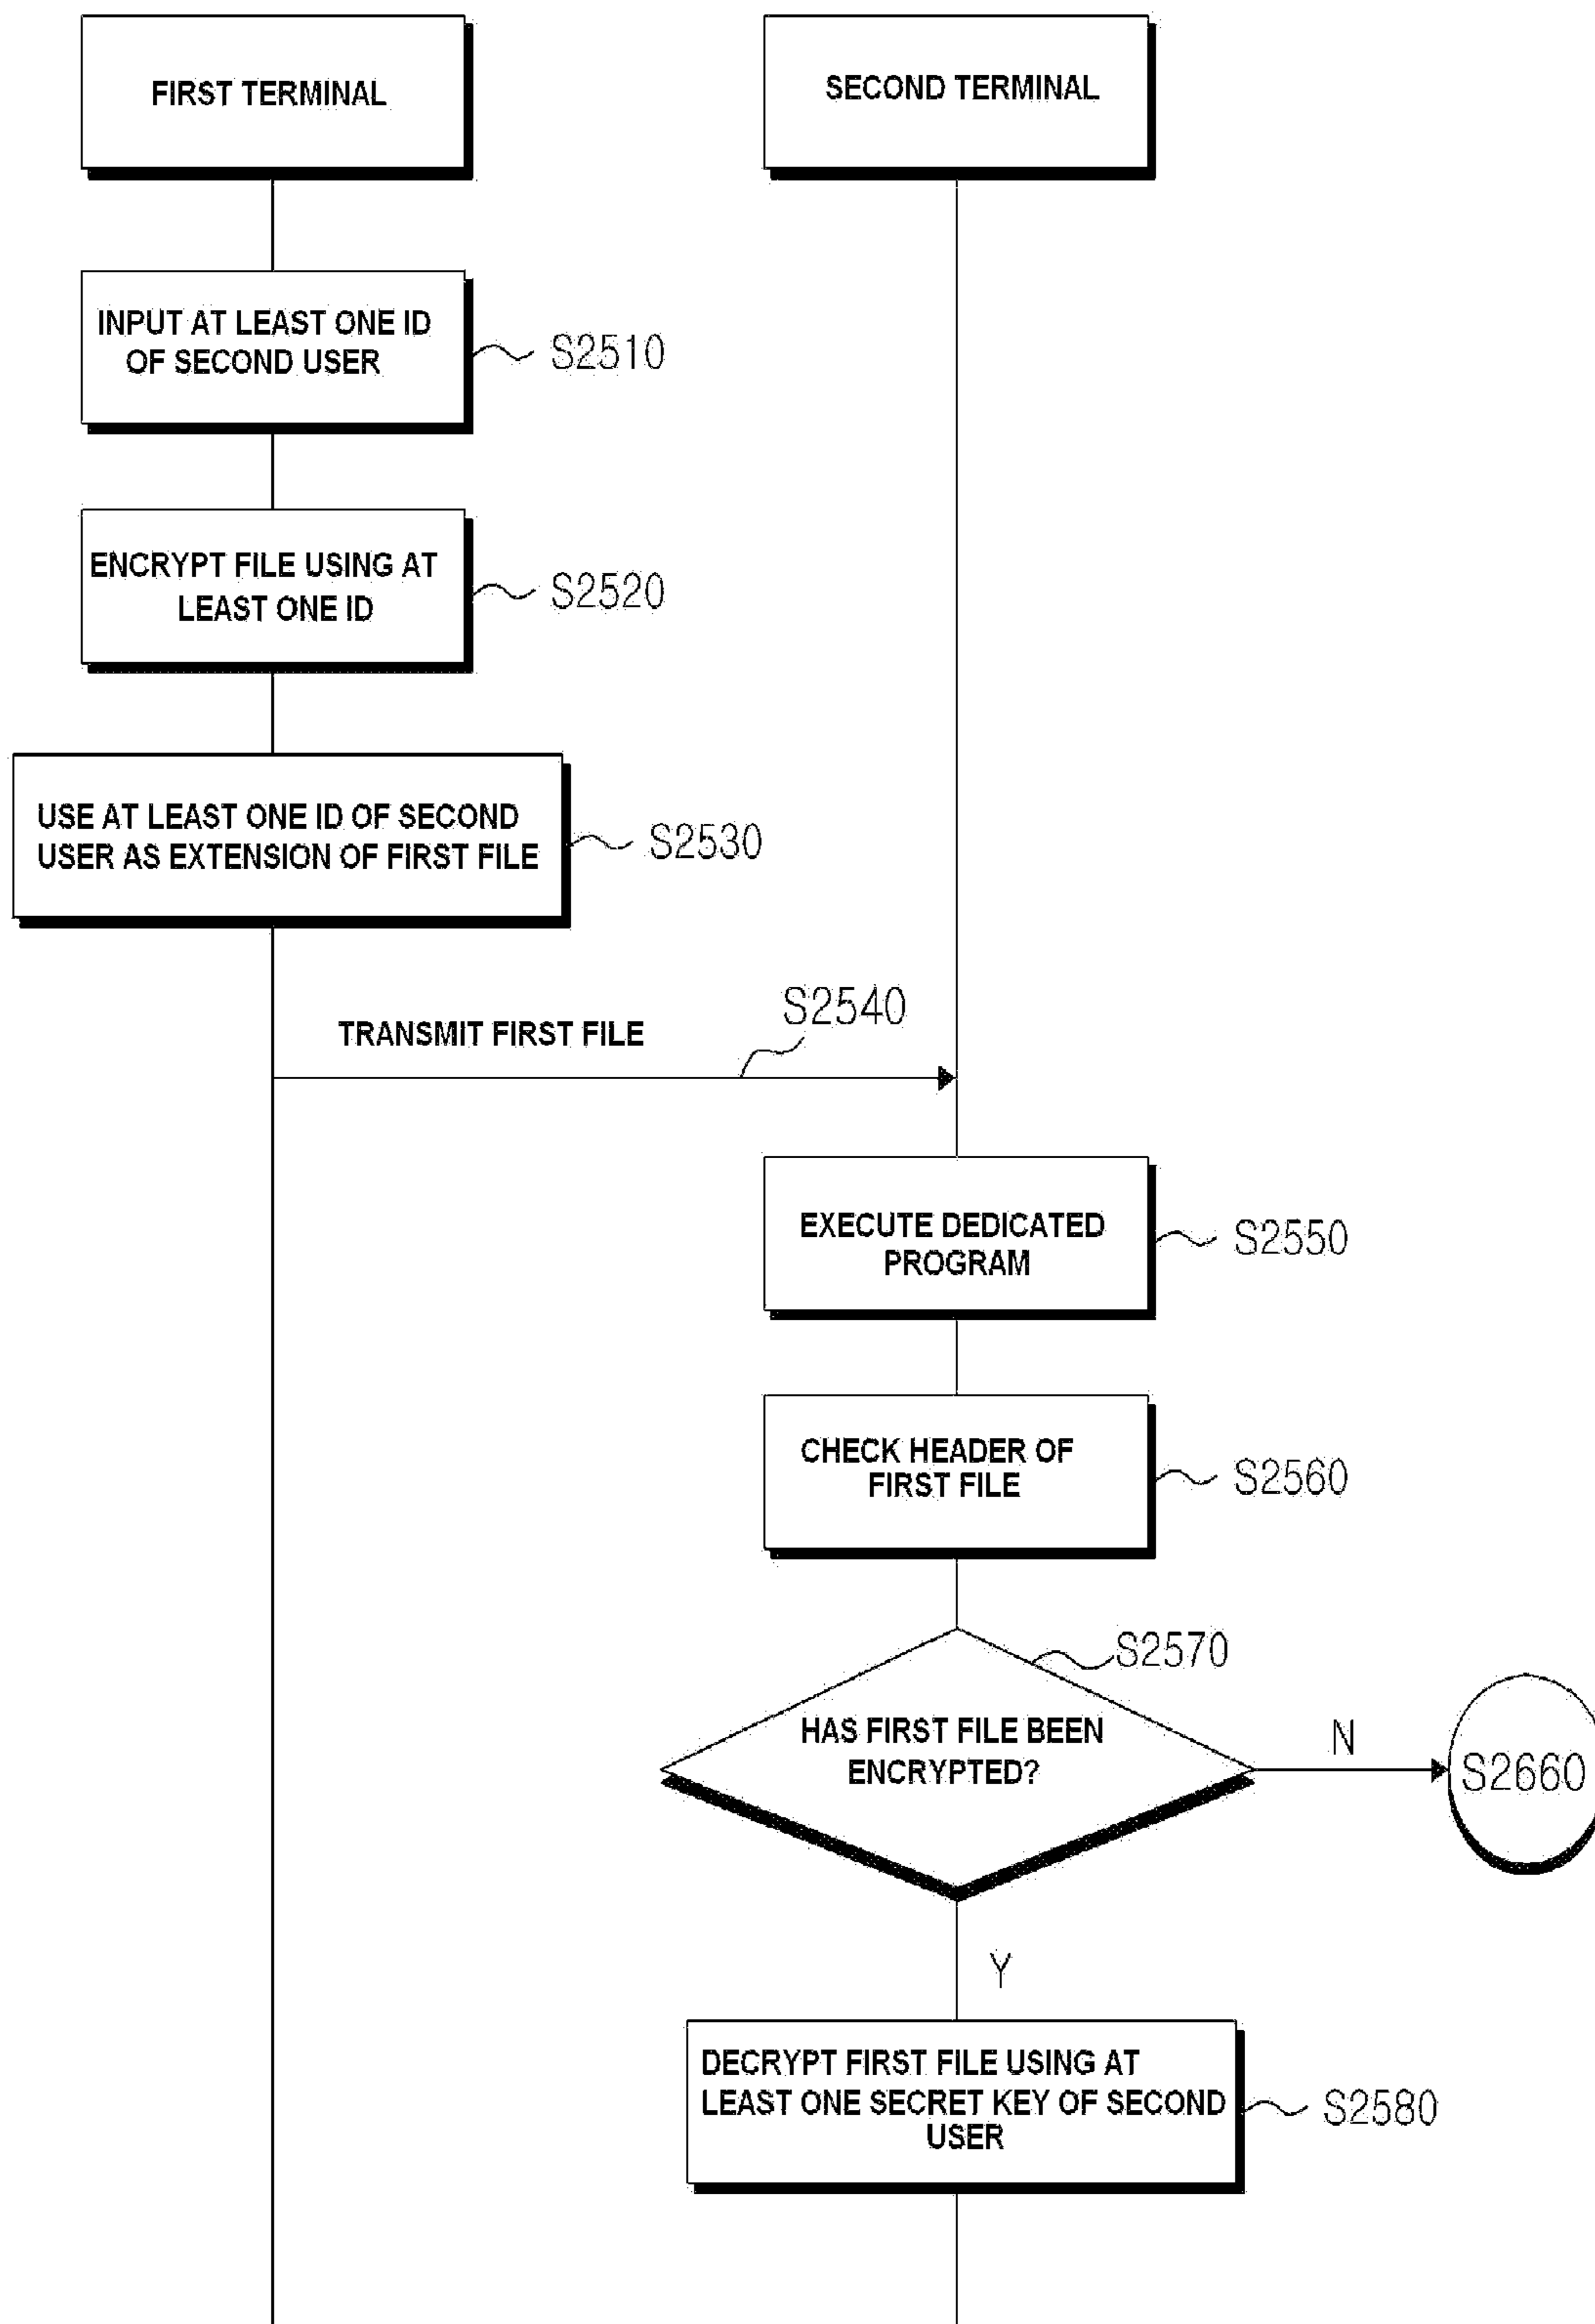 FIRST TERMINAL
SECOND TERMINAL
INPUT AT LEAST ONE ID
OF SECOND USER
S2510
ENCRYPT FILE USING AT
LEAST ONE ID
S2520
USE AT LEAST ONE ID OF SECOND
USER AS EXTENSION OF FIRST FILE
S2530
TRANSMIT FIRST FILE
S2540
EXECUTE DEDICATED
PROGRAM
S2550
CHECK HEADER OF
FIRST FILE
S2560
S2570
HAS FIRST FILE BEEN
ENCRYPTED?
N
S2660
Y
DECRYPT FIRST FILE USING AT
LEAST ONE SECRET KEY OF SECOND
USER
S2580